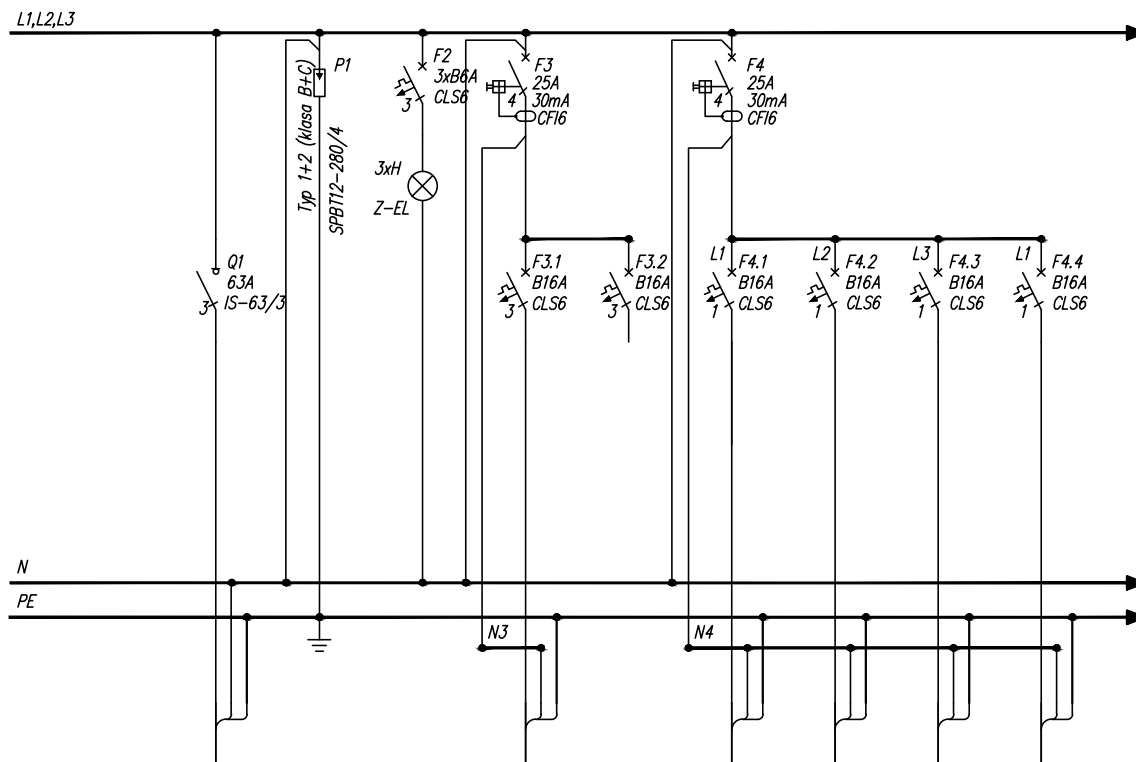 L1,L2,L3
P1
Typ 1+2 (klasa B+C)
SPBT12-280/4
F2
3xB6A
CLS6
3
3xH
Z-EL
F3
25A
30mA
CFI6
4
F4
25A
30mA
CFI6
4
Q1
63A
IS-63/3
3
F3.1
B16A
CLS6
3
F3.2
B16A
CLS6
3
L1
F4.1
B16A
CLS6
1
L2
F4.2
B16A
CLS6
1
L3
F4.3
B16A
CLS6
1
L1
F4.4
B16A
CLS6
1
N
PE
N3
N4